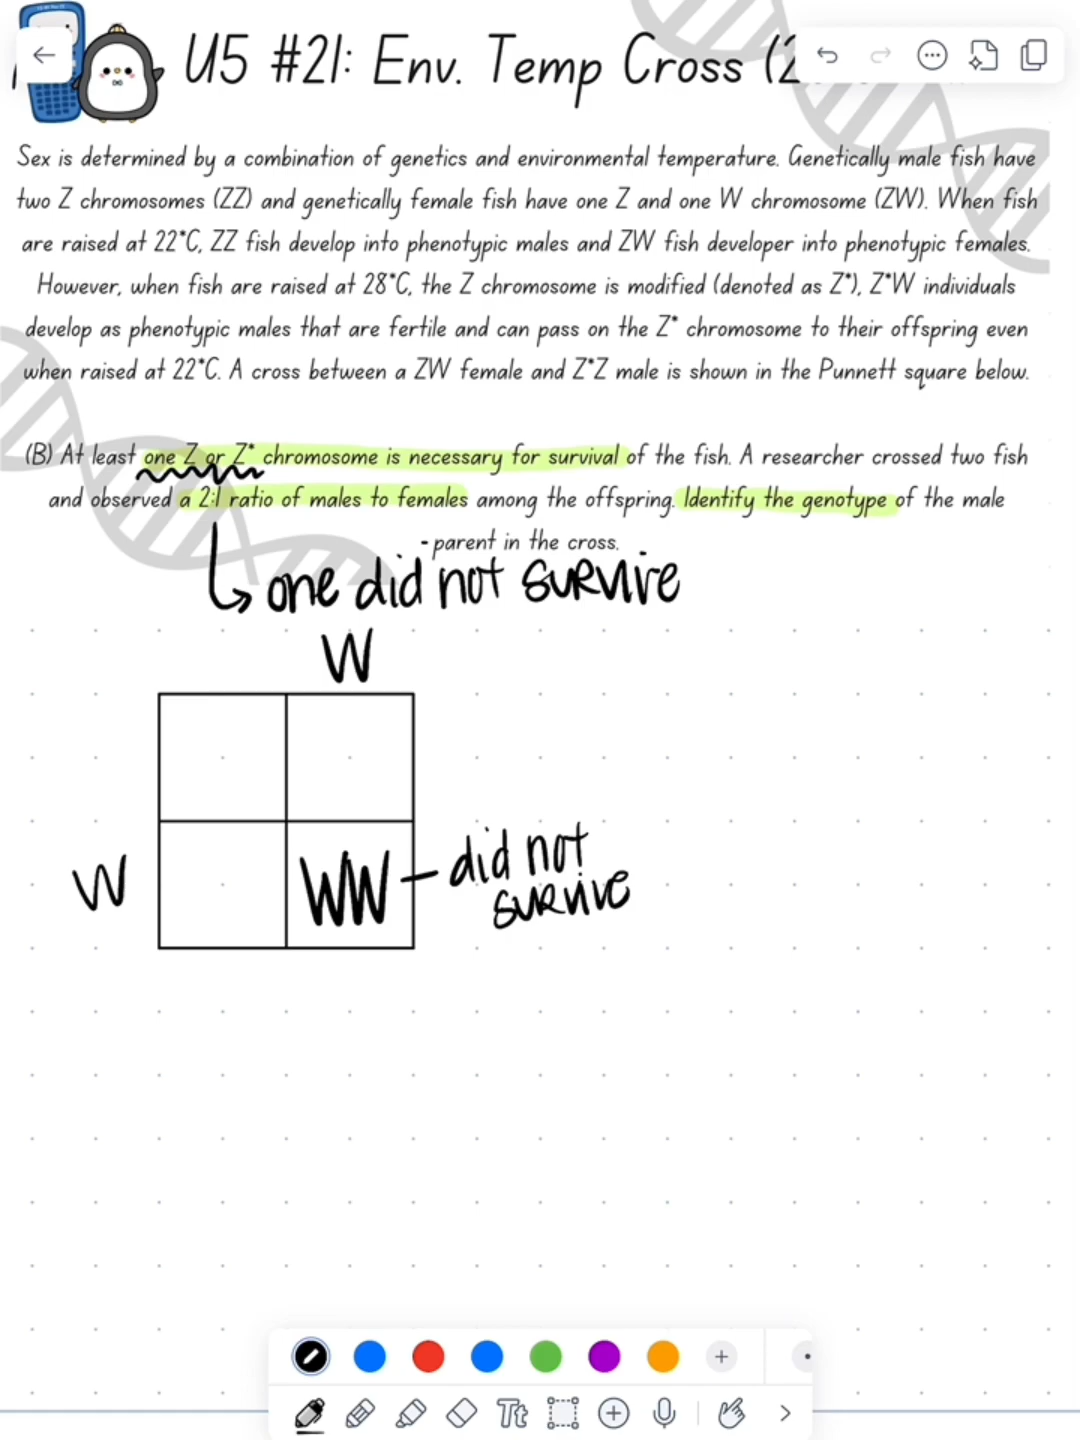 U5 #21: Env. Temp Cross (2
Sex is determined by a combination of genetics and environmental temperature. Genetically male fish have
two Z chromosomes (ZZ) and genetically female fish have one Z and one W chromosome (ZW). When fish
are raised at 22°C, ZZ fish develop into phenotypic males and ZW fish developer into phenotypic females.
However, when fish are raised at 28°C, the Z chromosome is modified (denoted as Z*), Z*W individuals
develop as phenotypic males that are fertile and can pass on the Z* chromosome to their offspring even
when raised at 22°C. A cross between a ZW female and Z*Z male is shown in the Punnett square below.
(B) At least one Z or Z* chromosome is necessary for survival of the fish. A researcher crossed two fish
and observed a 2:1 ratio of males to females among the offspring. Identify the genotype of the male
- parent in the cross.
↳ one did not survive
W
W
WW – did not
survive
Tt